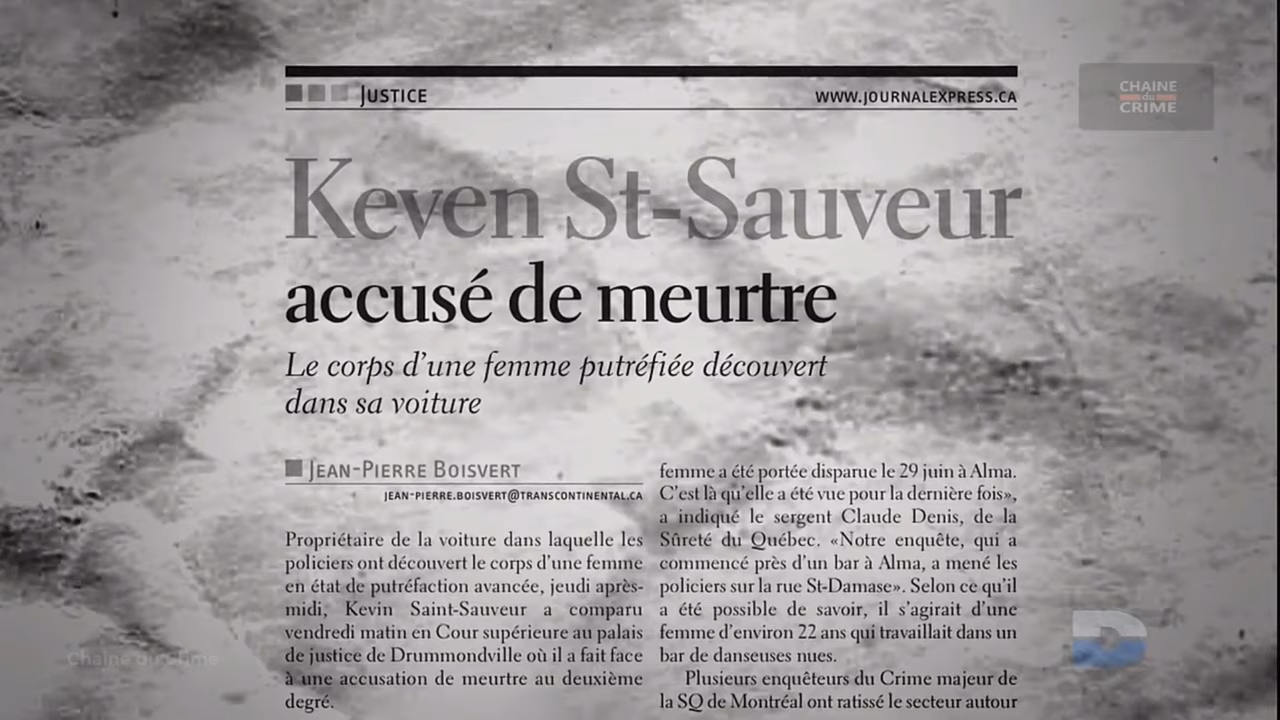 JUSTICE
WWW.JOURNALEXPRESS.CA
CHAINE
du
CRIME
Keven St-Sauveur
accusé de meurtre
Le corps d'une femme putréfiée découvert
dans sa voiture
JEAN-PIERRE BOISVERT
JEAN-PIERRE.BOISVERT@TRANSCONTINENTAL.CA
Propriétaire de la voiture dans laquelle les
policiers ont découvert le corps d'une femme
en état de putréfaction avancée, jeudi après-
midi, Kevin Saint-Sauveur a comparu
vendredi matin en Cour supérieure au palais
de justice de Drummondville où il a fait face
à une accusation de meurtre au deuxième
degré.
femme a été portée disparue le 29 juin à Alma.
C'est là qu'elle a été vue pour la dernière fois»,
a indiqué le sergent Claude Denis, de la
Sûreté du Québec. «Notre enquête, qui a
commencé près d'un bar à Alma, a mené les
policiers sur la rue St-Damase». Selon ce qu'il
a été possible de savoir, il s'agirait d'une
femme d'environ 22 ans qui travaillait dans un
bar de danseuses nues.
Plusieurs enquêteurs du Crime majeur de
la SQ de Montréal ont ratissé le secteur autour
Chaine du Crime
D